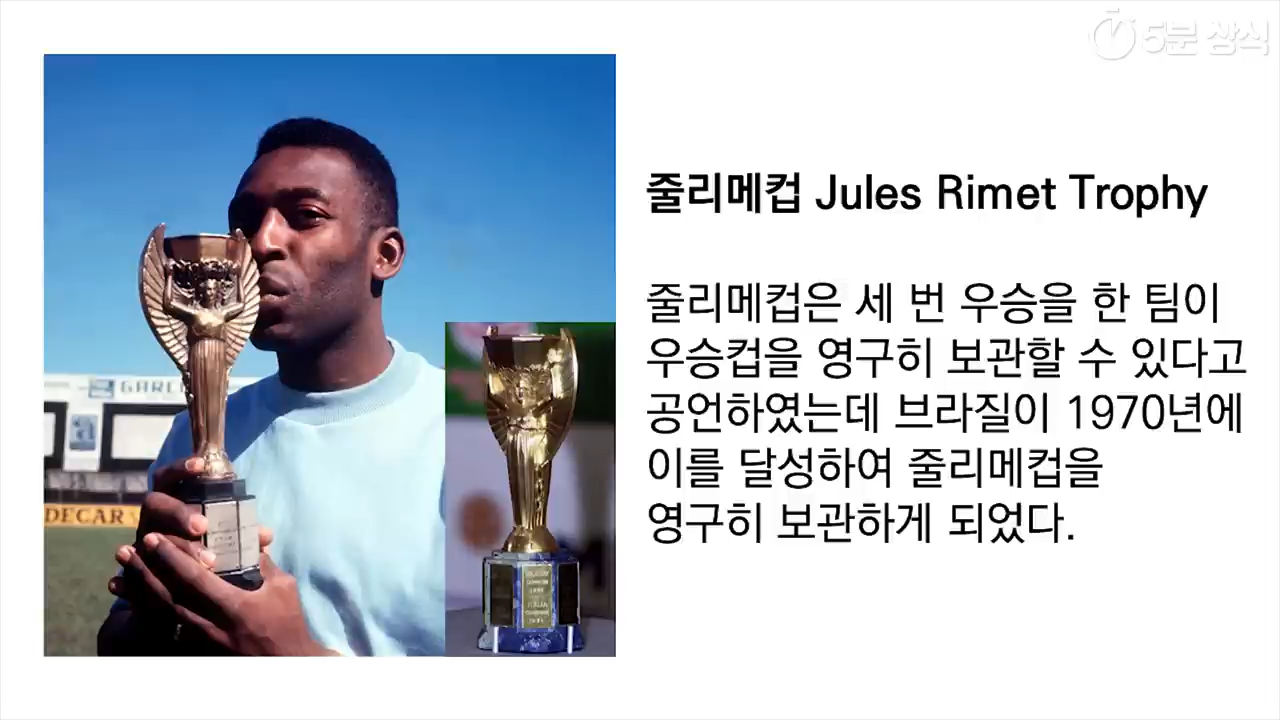 5분 상식
줄리메컵 Jules Rimet Trophy
줄리메컵은 세 번 우승을 한 팀이
우승컵을 영구히 보관할 수 있다고
공언하였는데 브라질이 1970년에
이를 달성하여 줄리메컵을
영구히 보관하게 되었다.
DECAR